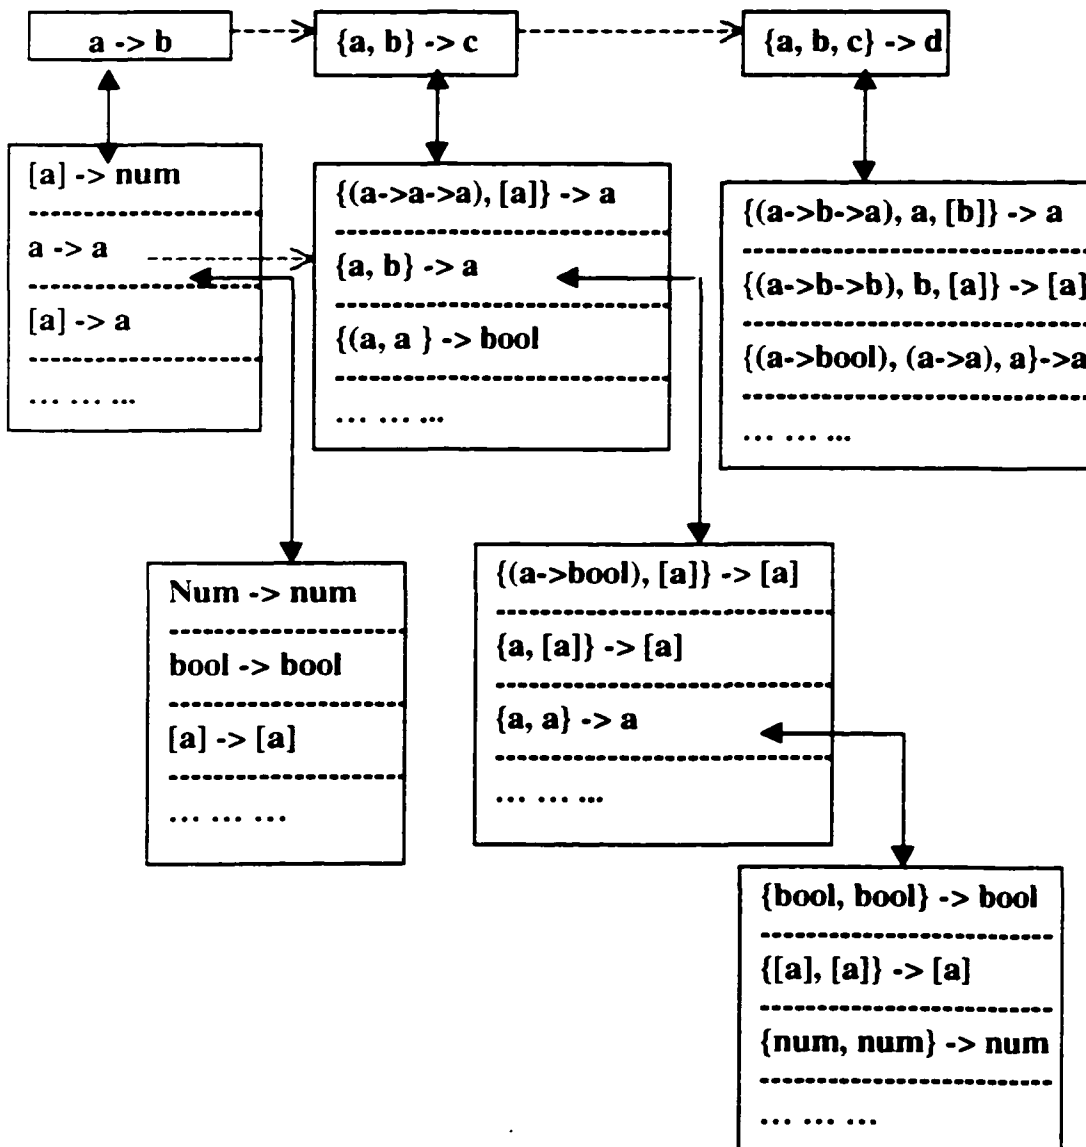 a -> b
{a, b} -> c
{a, b, c} -> d
[a] -> num
a -> a
[a] -> a
... ... ...
{(a->a->a), [a]} -> a
{a, b} -> a
{(a, a } -> bool
... ... ...
{(a->b->a), a, [b]} -> a
{(a->b->b), b, [a]} -> [a]
{(a->bool), (a->a), a}->a
... ... ...
Num -> num
bool -> bool
[a] -> [a]
... ... ...
{(a->bool), [a]} -> [a]
{a, [a]} -> [a]
{a, a} -> a
... ... ...
{bool, bool} -> bool
{[a], [a]} -> [a]
{num, num} -> num
... ... ...